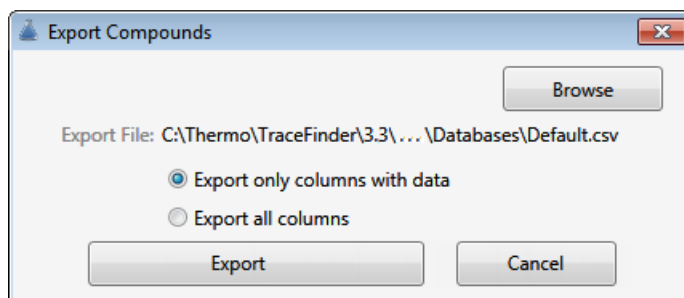 Export Compounds
Browse
Export File: C:\Thermo\TraceFinder\3.3\... \Databases\Default.csv
Export only columns with data
Export all columns
Export Cancel